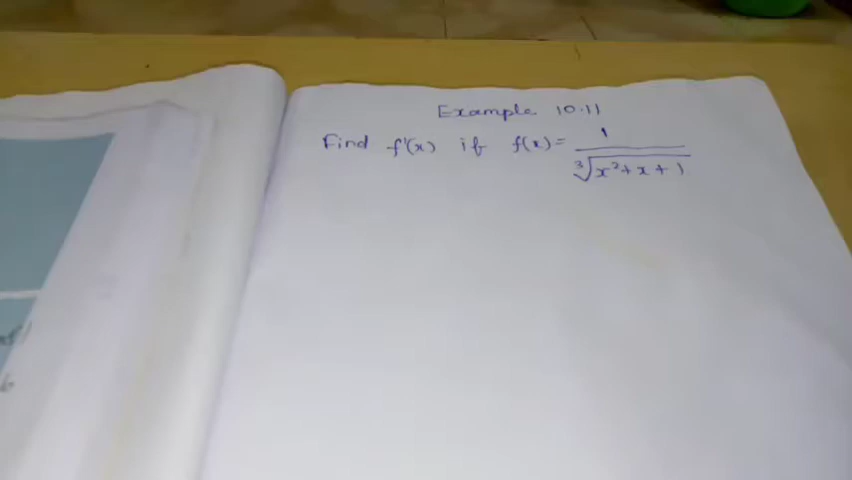 Example 10.11
Find f'(x) if f(x) = 1/∛(x²+x+1)